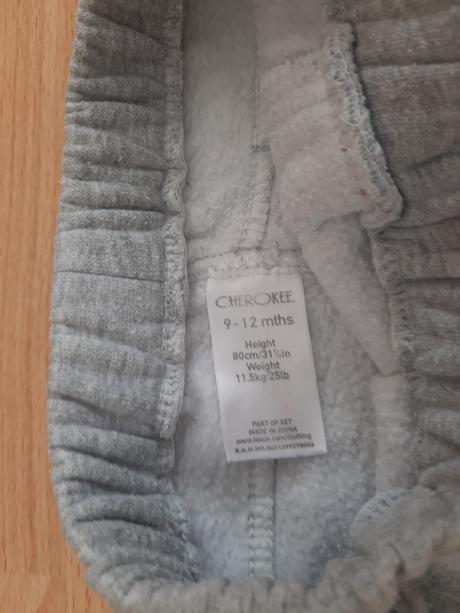 CHEROKEE
9-12 mths
Height
80cm/31½in
Weight
11.5kg/25lb
PART OF SET
MADE IN CHINA
www.tesco.com/clothing